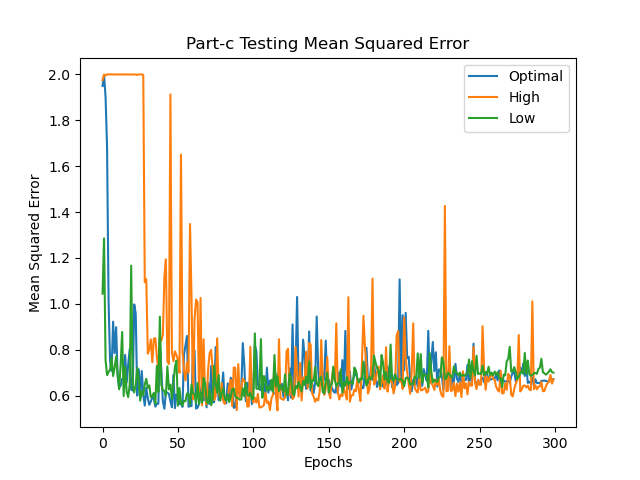 Part-c Testing Mean Squared Error
Mean Squared Error
2.0
1.8
1.6
1.4
1.2
1.0
0.8
0.6
Optimal
High
Low
0
50
100
150
200
250
300
Epochs